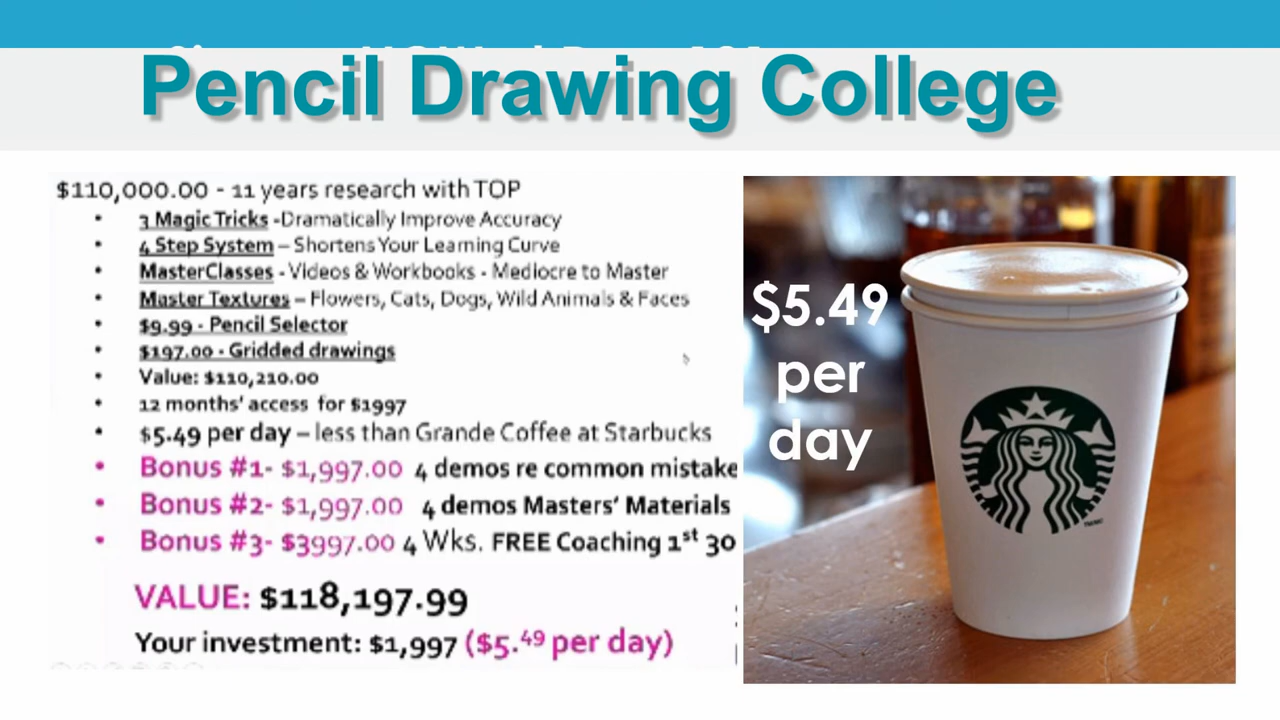 Pencil Drawing College
$110,000.00 - 11 years research with TOP
• 3 Magic Tricks -Dramatically Improve Accuracy
• 4 Step System – Shortens Your Learning Curve
• MasterClasses - Videos & Workbooks - Mediocre to Master
• Master Textures – Flowers, Cats, Dogs, Wild Animals & Faces
• $9.99 - Pencil Selector
• $197.00 - Gridded drawings
• Value: $110,210.00
• 12 months' access for $1997
• $5.49 per day – less than Grande Coffee at Starbucks
• Bonus #1- $1,997.00 4 demos re common mistake
• Bonus #2- $1,997.00 4 demos Masters' Materials
• Bonus #3- $3997.00 4 Wks. FREE Coaching 1st 30
VALUE: $118,197.99
Your investment: $1,997 ($5.49 per day)
$5.49
per
day